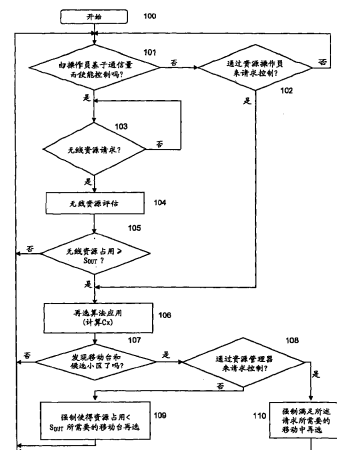 开始
100
101
由操作员基于通信量
而使能控制吗?
否
通过资源操作员
来请求控制?
否
102
是
是
103
无线资源请求?
否
是
无线资源评估
104
105
否
无线资源占用≥
SOUT ?
是
再选算法应用
(计算Cx)
106
107
108
否
发现移动台和
候选小区了吗?
是
通过资源管理器
来请求控制?
否
是
强制使得资源占用<
SOUT 所需要的移动台再选
109
110
强制满足所述
请求所需要的
移动中再选